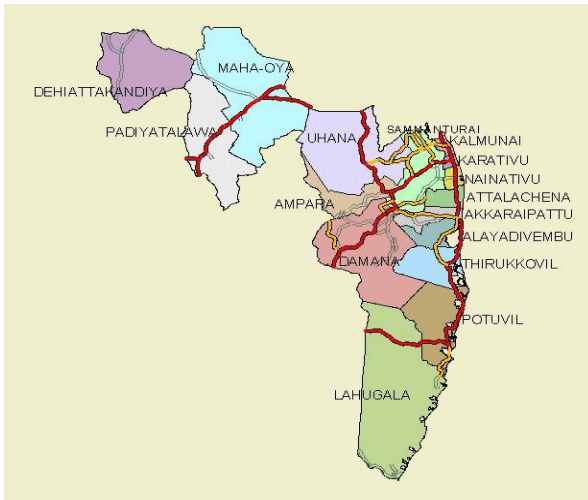 MAHA-OYA
DEHIATTAKANDIYA
PADIYATALAWA
UHANA
SAMMANTURAI
KALMUNAI
KARATIVU
NAINATIVU
ATTALACHENA
AMPARA
AKKARAIPATTU
ALAYADIVEMBU
DAMANA
THIRUKKOVIL
POTUVIL
LAHUGALA